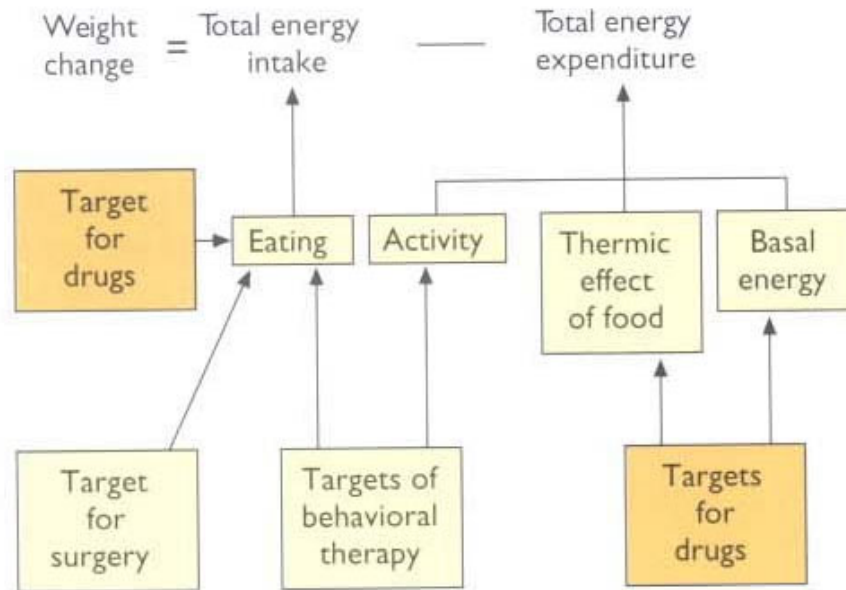 Weight
change
=
Total energy
intake
—
Total energy
expenditure
Target
for
drugs
Eating
Activity
Thermic
effect
of food
Basal
energy
Target
for
surgery
Targets of
behavioral
therapy
Targets
for
drugs